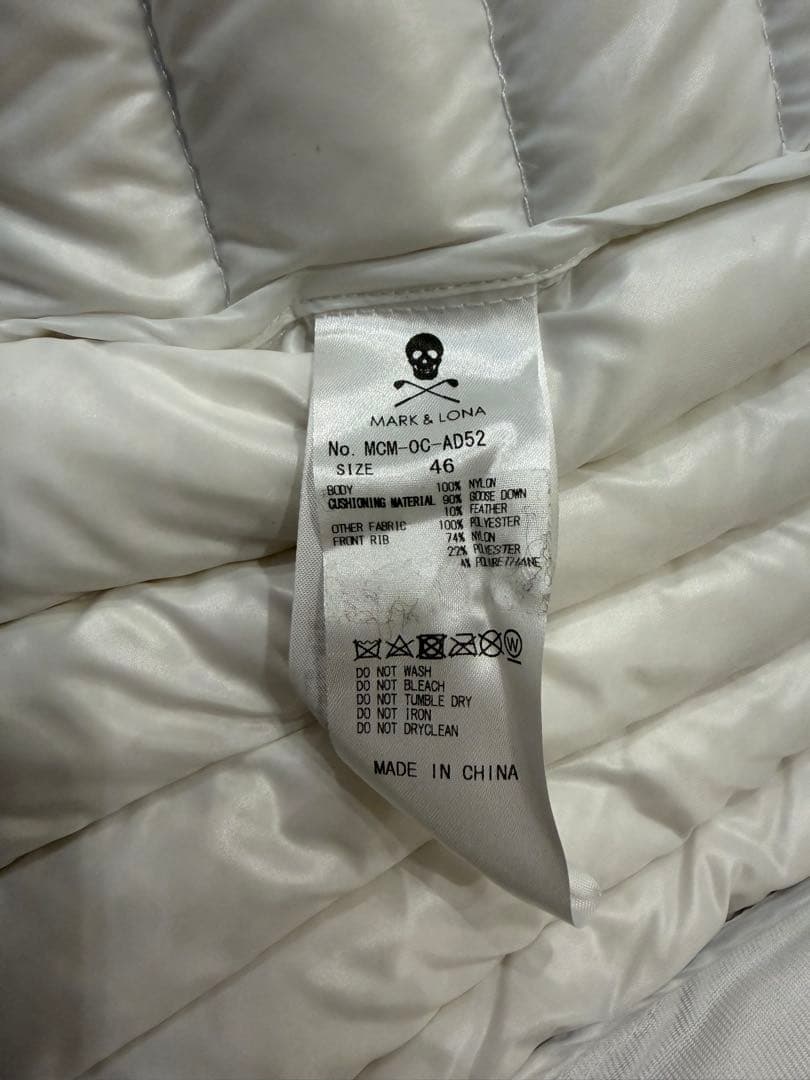 MARK & LONA
No. MCM-OC-AD52
SIZE 46
BODY 100% NYLON
CUSHIONING MATERIAL 90% GOOSE DOWN
10% FEATHER
OTHER FABRIC 100% POLYESTER
FRONT RIB 74% NYLON
22% POLYESTER
4% POLYURETHANE
W
DO NOT WASH
DO NOT BLEACH
DO NOT TUMBLE DRY
DO NOT IRON
DO NOT DRYCLEAN
MADE IN CHINA